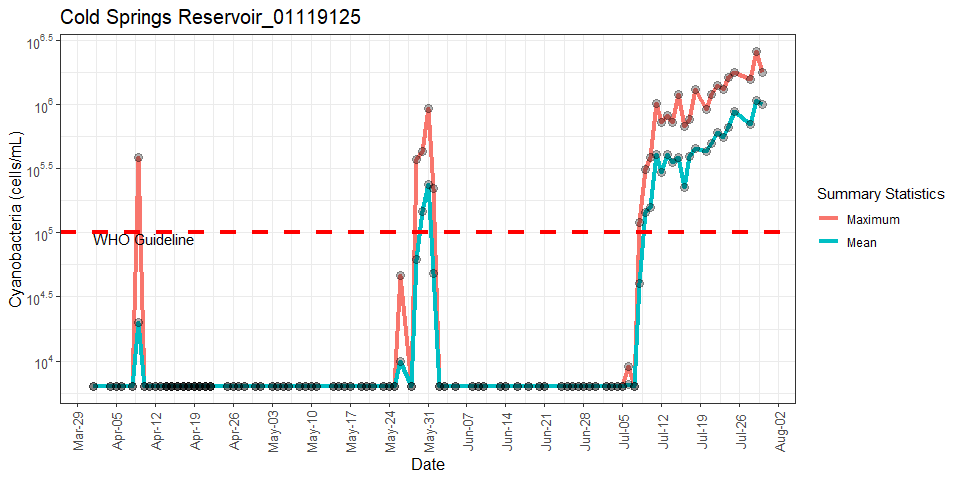 Cold Springs Reservoir_01119125
Cyanobacteria (cells/mL)
10^6.5
10^6
10^5.5
10^5
10^4.5
10^4
WHO Guideline
Mar-29
Apr-05
Apr-12
Apr-19
Apr-26
May-03
May-10
May-17
May-24
May-31
Jun-07
Jun-14
Jun-21
Jun-28
Jul-05
Jul-12
Jul-19
Jul-26
Aug-02
Date
Summary Statistics
Maximum
Mean